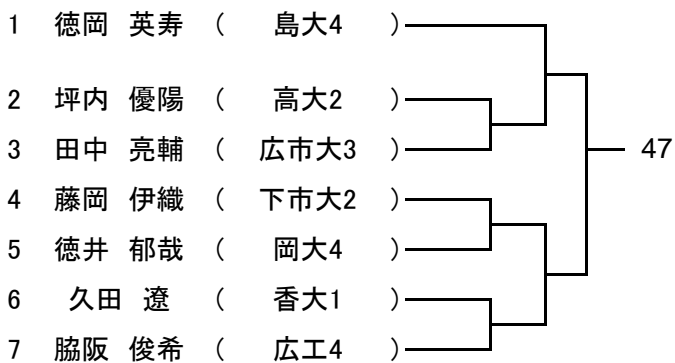 1 徳岡 英寿 ( 島大4 )
2 坪内 優陽 ( 高大2 )
3 田中 亮輔 ( 広市大3 )
47
4 藤岡 伊織 ( 下市大2 )
5 徳井 郁哉 ( 岡大4 )
6 久田 遼 ( 香大1 )
7 脇阪 俊希 ( 広工4 )